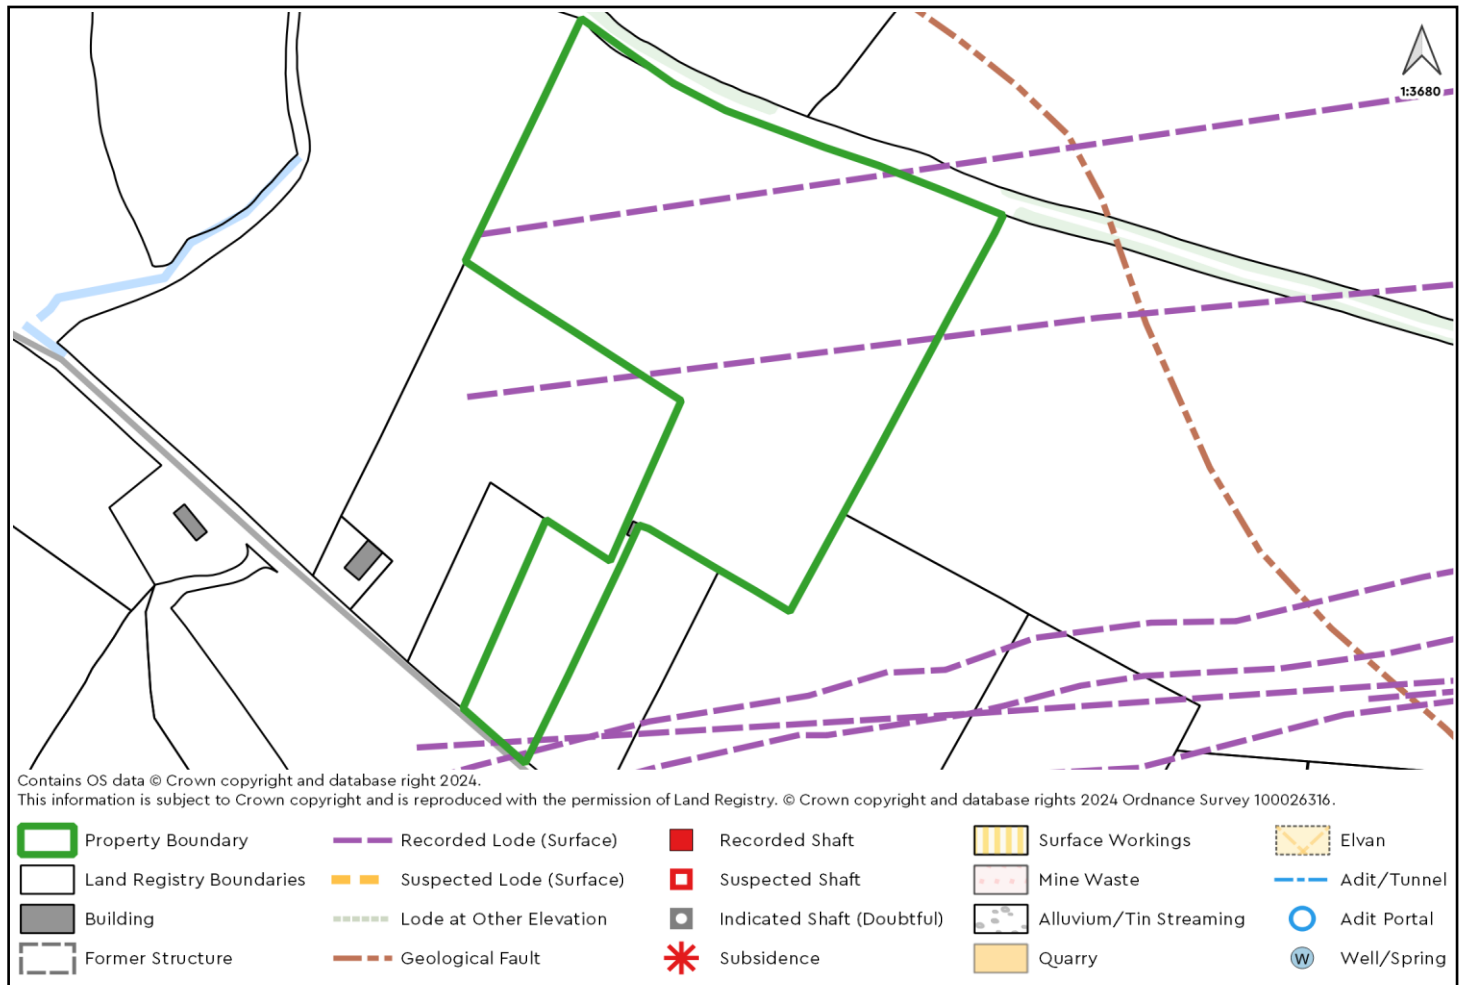 1:3680
Contains OS data © Crown copyright and database right 2024.
This information is subject to Crown copyright and is reproduced with the permission of Land Registry. © Crown copyright and database rights 2024 Ordnance Survey 100026316.
Property Boundary
Recorded Lode (Surface)
Recorded Shaft
Surface Workings
Elvan
Land Registry Boundaries
Suspected Lode (Surface)
Suspected Shaft
Mine Waste
Adit/Tunnel
Building
Lode at Other Elevation
Indicated Shaft (Doubtful)
Alluvium/Tin Streaming
Adit Portal
Former Structure
Geological Fault
Subsidence
Quarry
W
Well/Spring